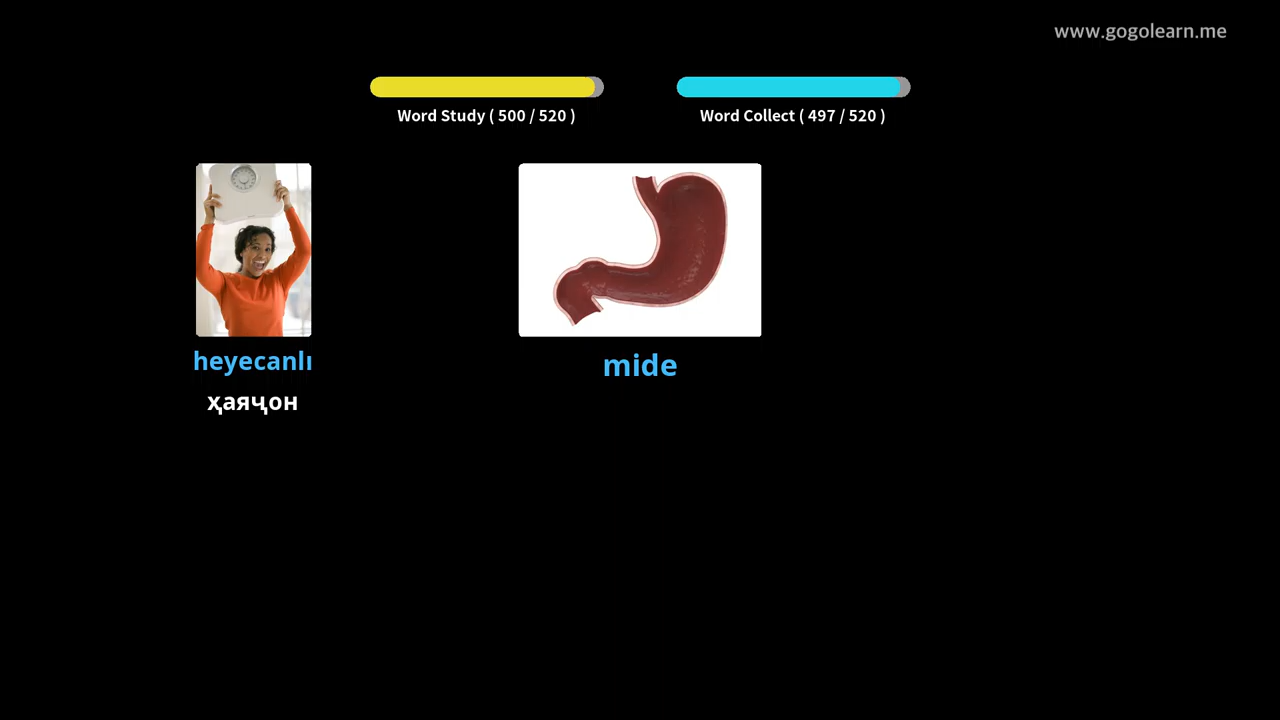 www.gogolearn.me
Word Study ( 500 / 520 )
Word Collect ( 497 / 520 )
heyecanlı
ҳаяҷон
mide